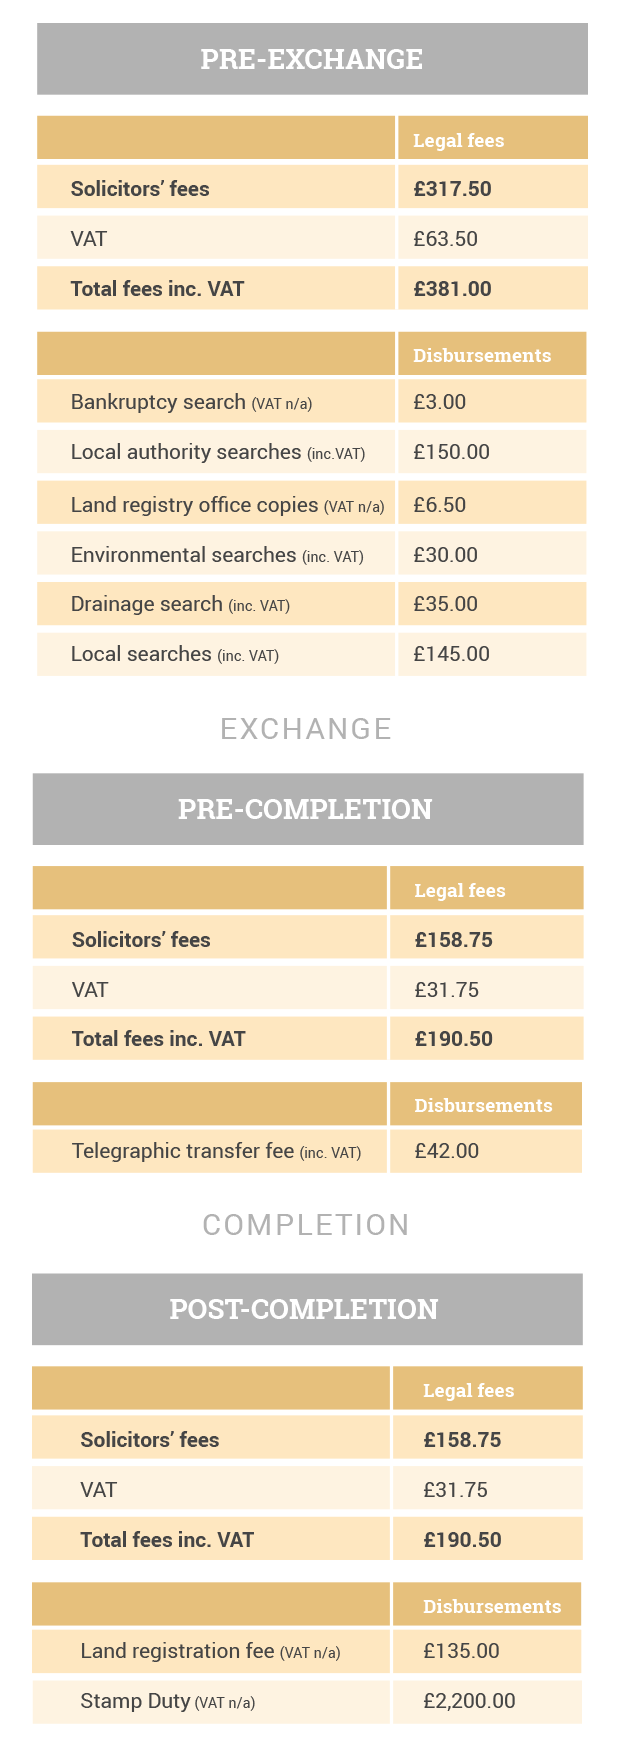 PRE-EXCHANGE
Legal fees
Solicitors’ fees £317.50
VAT £63.50
Total fees inc. VAT £381.00
Disbursements
Bankruptcy search (VAT n/a) £3.00
Local authority searches (inc.VAT) £150.00
Land registry office copies (VAT n/a) £6.50
Environmental searches (inc. VAT) £30.00
Drainage search (inc. VAT) £35.00
Local searches (inc. VAT) £145.00
EXCHANGE
PRE-COMPLETION
Legal fees
Solicitors’ fees £158.75
VAT £31.75
Total fees inc. VAT £190.50
Disbursements
Telegraphic transfer fee (inc. VAT) £42.00
COMPLETION
POST-COMPLETION
Legal fees
Solicitors’ fees £158.75
VAT £31.75
Total fees inc. VAT £190.50
Disbursements
Land registration fee (VAT n/a) £135.00
Stamp Duty (VAT n/a) £2,200.00